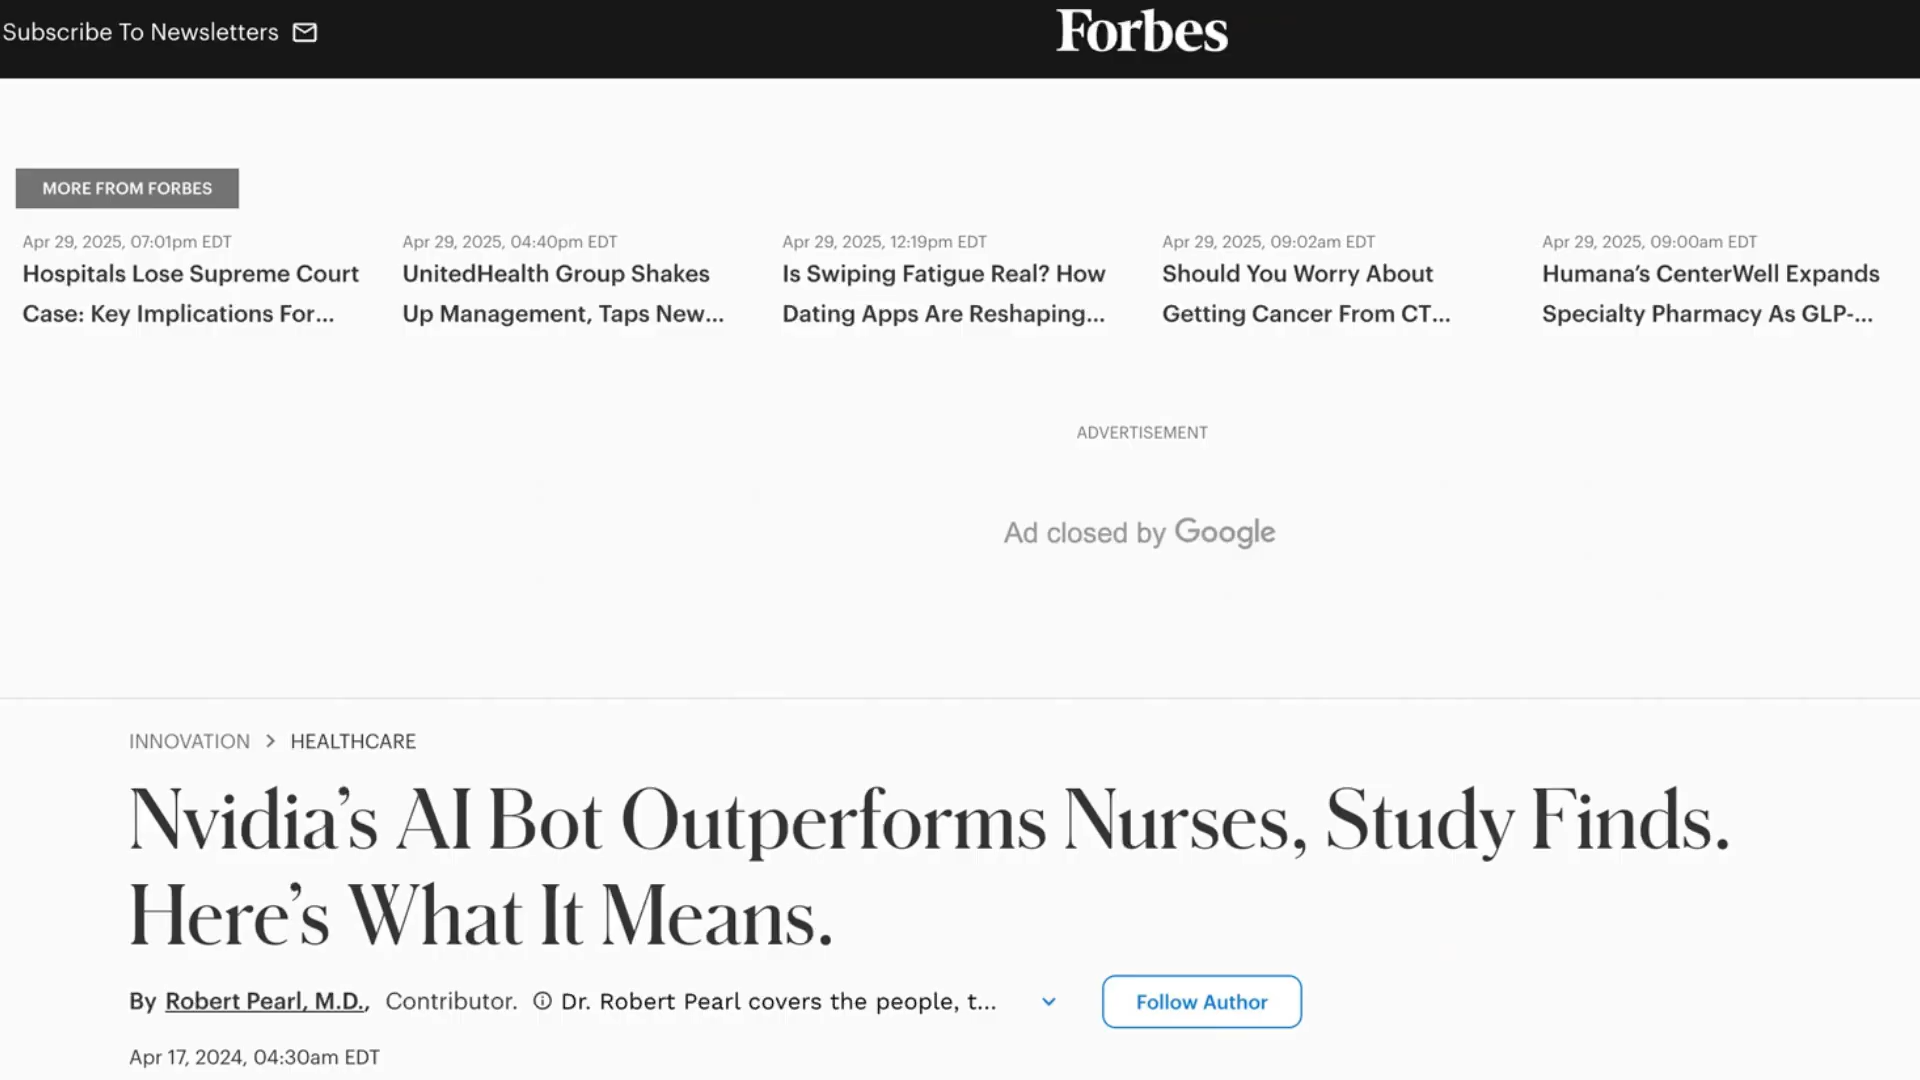 Subscribe To Newsletters
Forbes
MORE FROM FORBES
Apr 29, 2025, 07:01pm EDT
Hospitals Lose Supreme Court
Case: Key Implications For...
Apr 29, 2025, 04:40pm EDT
UnitedHealth Group Shakes
Up Management, Taps New...
Apr 29, 2025, 12:19pm EDT
Is Swiping Fatigue Real? How
Dating Apps Are Reshaping...
Apr 29, 2025, 09:02am EDT
Should You Worry About
Getting Cancer From CT...
Apr 29, 2025, 09:00am EDT
Humana’s CenterWell Expands
Specialty Pharmacy As GLP-...
ADVERTISEMENT
Ad closed by Google
INNOVATION > HEALTHCARE
Nvidia’s AI Bot Outperforms Nurses, Study Finds.
Here’s What It Means.
By Robert Pearl, M.D., Contributor. ⓘ Dr. Robert Pearl covers the people, t...
Follow Author
Apr 17, 2024, 04:30am EDT